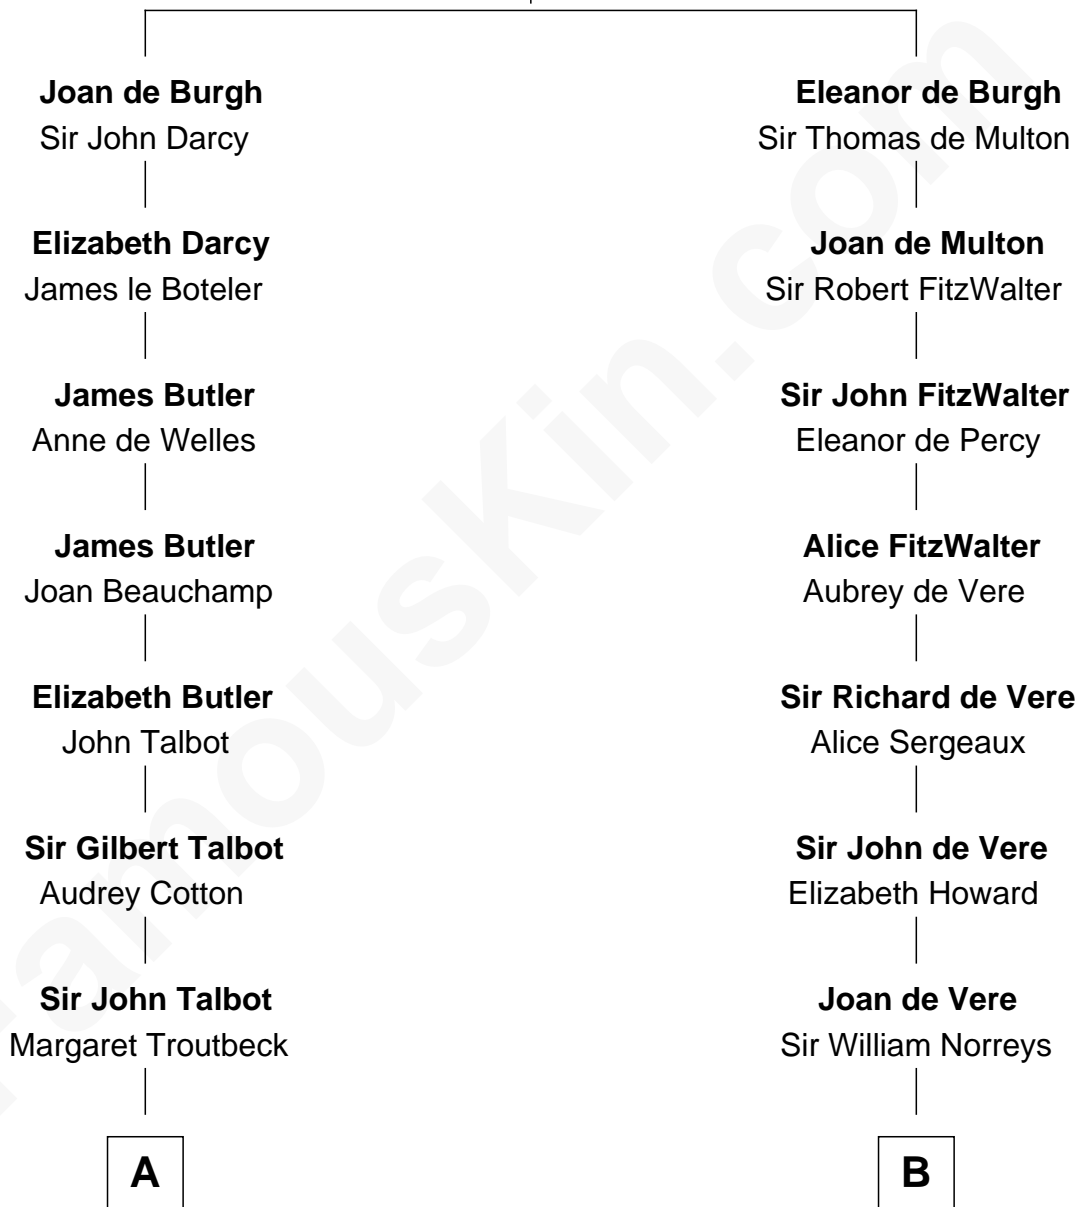 Joan de Burgh
Sir John Darcy
Elizabeth Darcy
James le Boteler
James Butler
Anne de Welles
James Butler
Joan Beauchamp
Elizabeth Butler
John Talbot
Sir Gilbert Talbot
Audrey Cotton
Sir John Talbot
Margaret Troutbeck
A
Eleanor de Burgh
Sir Thomas de Multon
Joan de Multon
Sir Robert FitzWalter
Sir John FitzWalter
Eleanor de Percy
Alice FitzWalter
Aubrey de Vere
Sir Richard de Vere
Alice Sergeaux
Sir John de Vere
Elizabeth Howard
Joan de Vere
Sir William Norreys
B
FamousKin.com